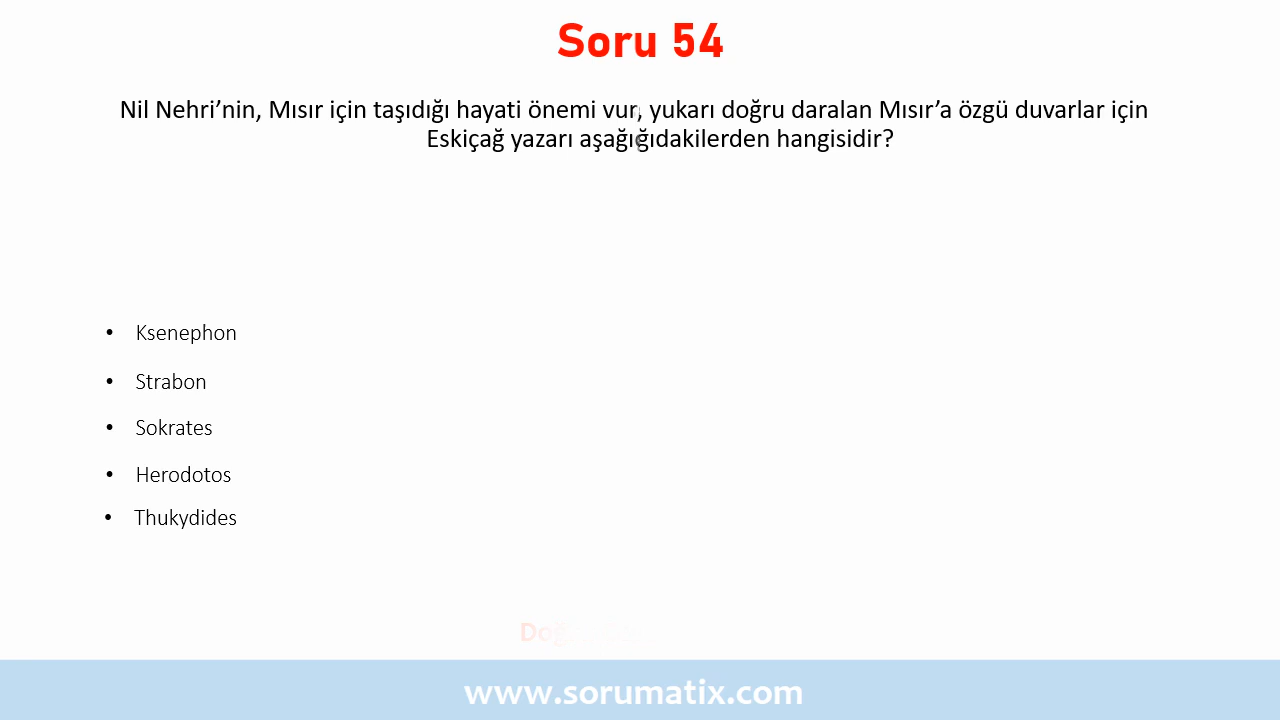 Soru 54
Nil Nehri’nin, Mısır için taşıdığı hayati önemi vur, yukarı doğru daralan Mısır’a özgü duvarlar için
Eskiçağ yazarı aşağığıdakilerden hangisidir?
• Ksenephon
• Strabon
• Sokrates
• Herodotos
• Thukydides
www.sorumatix.com